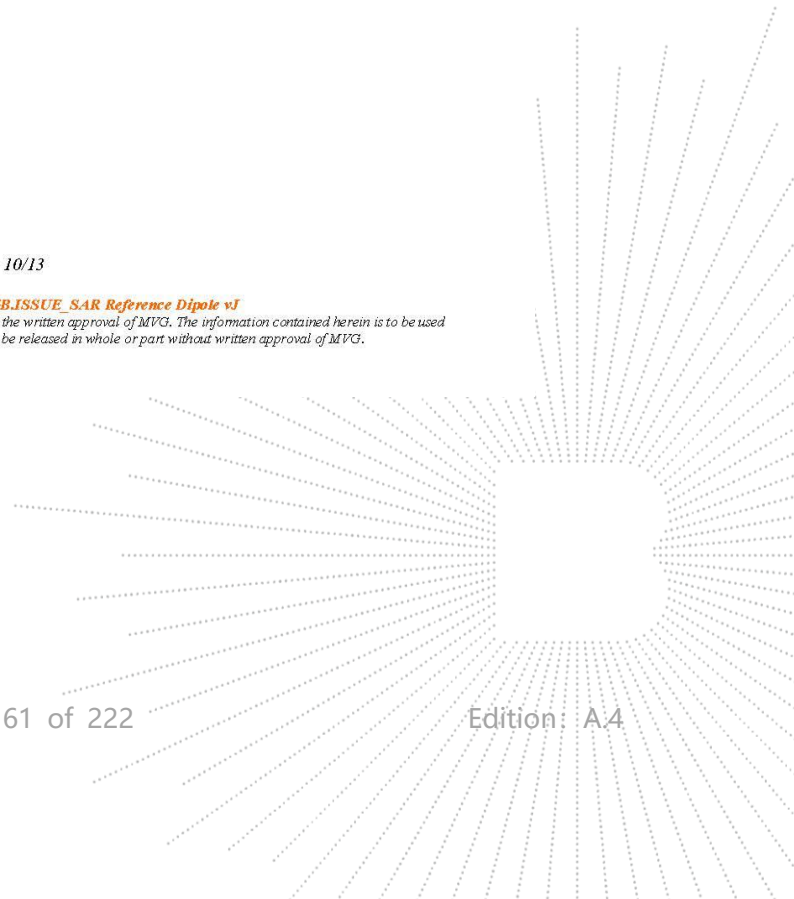 10/13
B.ISSUE_SAR Reference Dipole vJ
the written approval of MVG. The information contained herein is to be used
be released in whole or part without written approval of MVG.
61 of 222
Edition: A.4